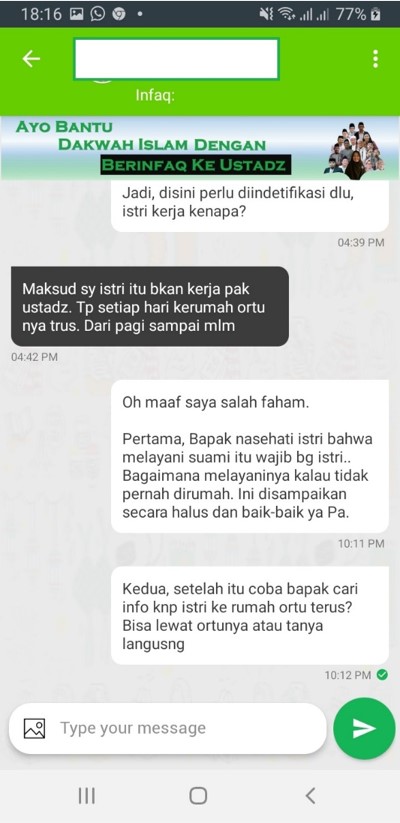 18:16
77%
Infaq:
AYO BANTU
DAKWAH ISLAM DENGAN
BERINFAQ KE USTADZ
Jadi, disini perlu diindetifikasi dlu,
istri kerja kenapa?
04:39 PM
Maksud sy istri itu bkan kerja pak
ustadz. Tp setiap hari kerumah ortu
nya trus. Dari pagi sampai mlm
04:42 PM
Oh maaf saya salah faham.
Pertama, Bapak nasehati istri bahwa
melayani suami itu wajib bg istri..
Bagaimana melayaninya kalau tidak
pernah dirumah. Ini disampaikan
secara halus dan baik-baik ya Pa.
10:11 PM
Kedua, setelah itu coba bapak cari
info knp istri ke rumah ortu terus?
Bisa lewat ortunya atau tanya
langusng
10:12 PM
Type your message